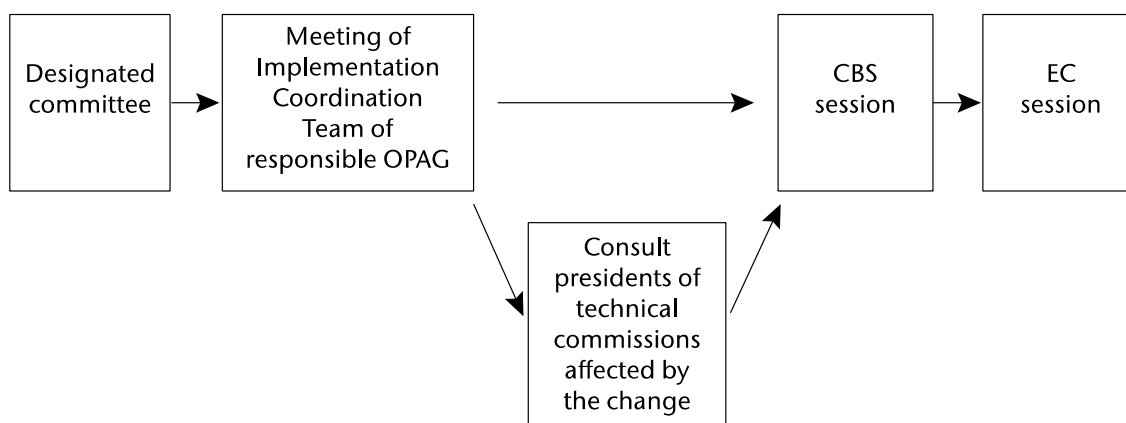 Designated
committee
Meeting of
Implementation
Coordination
Team of
responsible OPAG
CBS
session
EC
session
Consult
presidents of
technical
commissions
affected by
the change